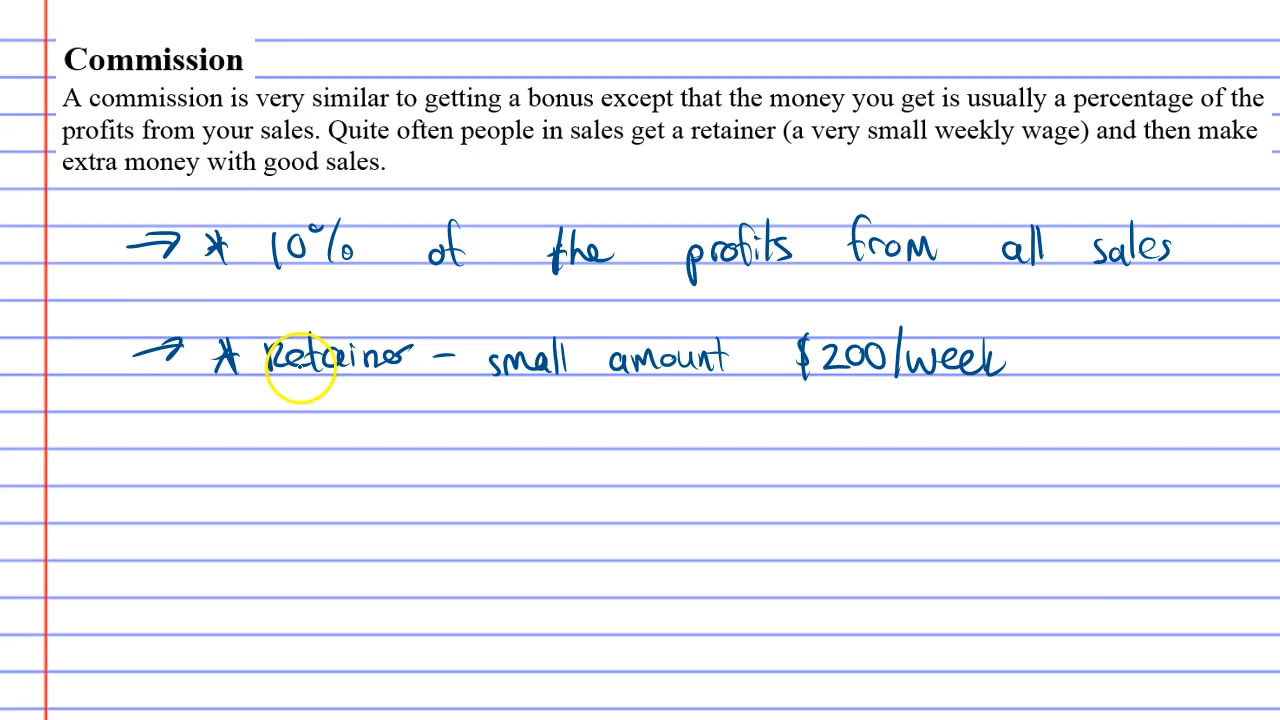 Commission
A commission is very similar to getting a bonus except that the money you get is usually a percentage of the
profits from your sales. Quite often people in sales get a retainer (a very small weekly wage) and then make
extra money with good sales.
→ * 10% of the profits from all sales
→ * Retainer - small amount $200/week